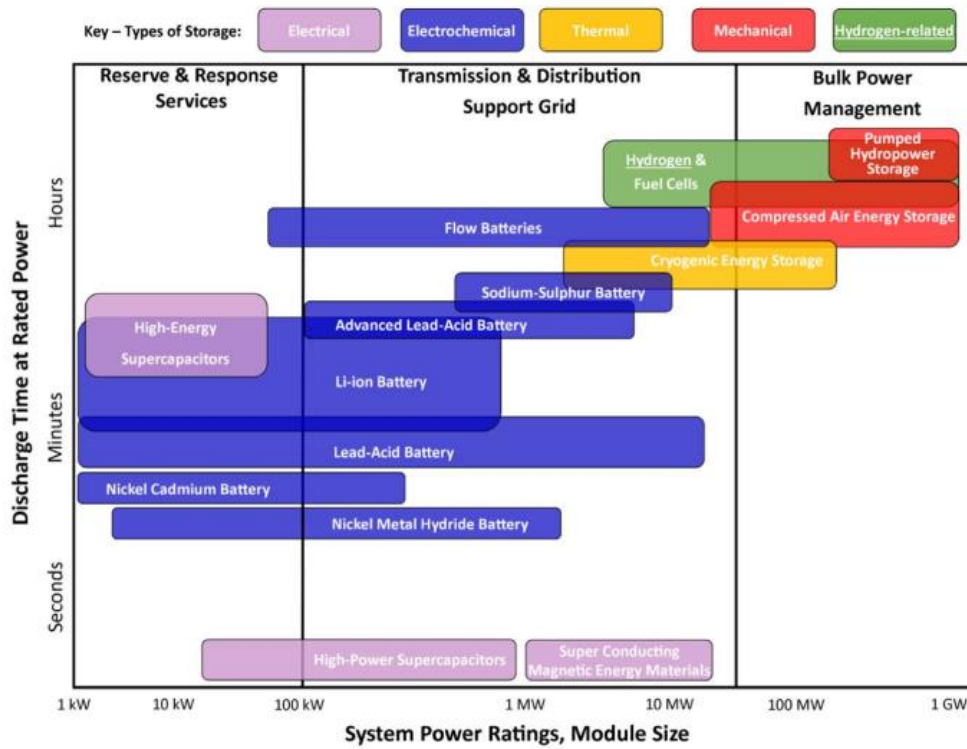 Key – Types of Storage: Electrical Electrochemical Thermal Mechanical Hydrogen-related
Reserve & Response
Services
Transmission & Distribution
Support Grid
Bulk Power
Management
Pumped
Hydropower
Storage
Hydrogen &
Fuel Cells
Compressed Air Energy Storage
Flow Batteries
Cryogenic Energy Storage
Sodium-Sulphur Battery
High-Energy
Supercapacitors
Advanced Lead-Acid Battery
Li-ion Battery
Lead-Acid Battery
Nickel Cadmium Battery
Nickel Metal Hydride Battery
High-Power Supercapacitors
Super Conducting
Magnetic Energy Materials
Discharge Time at Rated Power
Hours
Minutes
Seconds
1 kW 10 kW 100 kW 1 MW 10 MW 100 MW 1 GW
System Power Ratings, Module Size